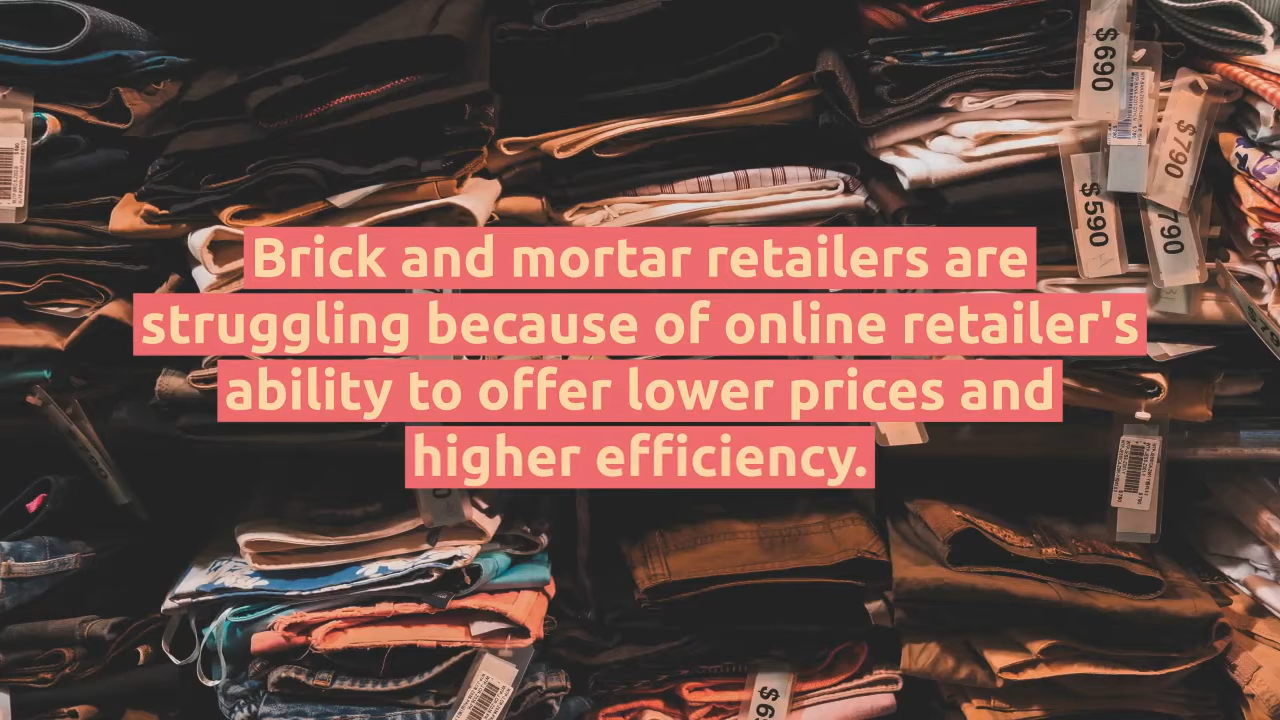 $690
$790
$590
790
Brick and mortar retailers are
struggling because of online retailer's
ability to offer lower prices and
higher efficiency.